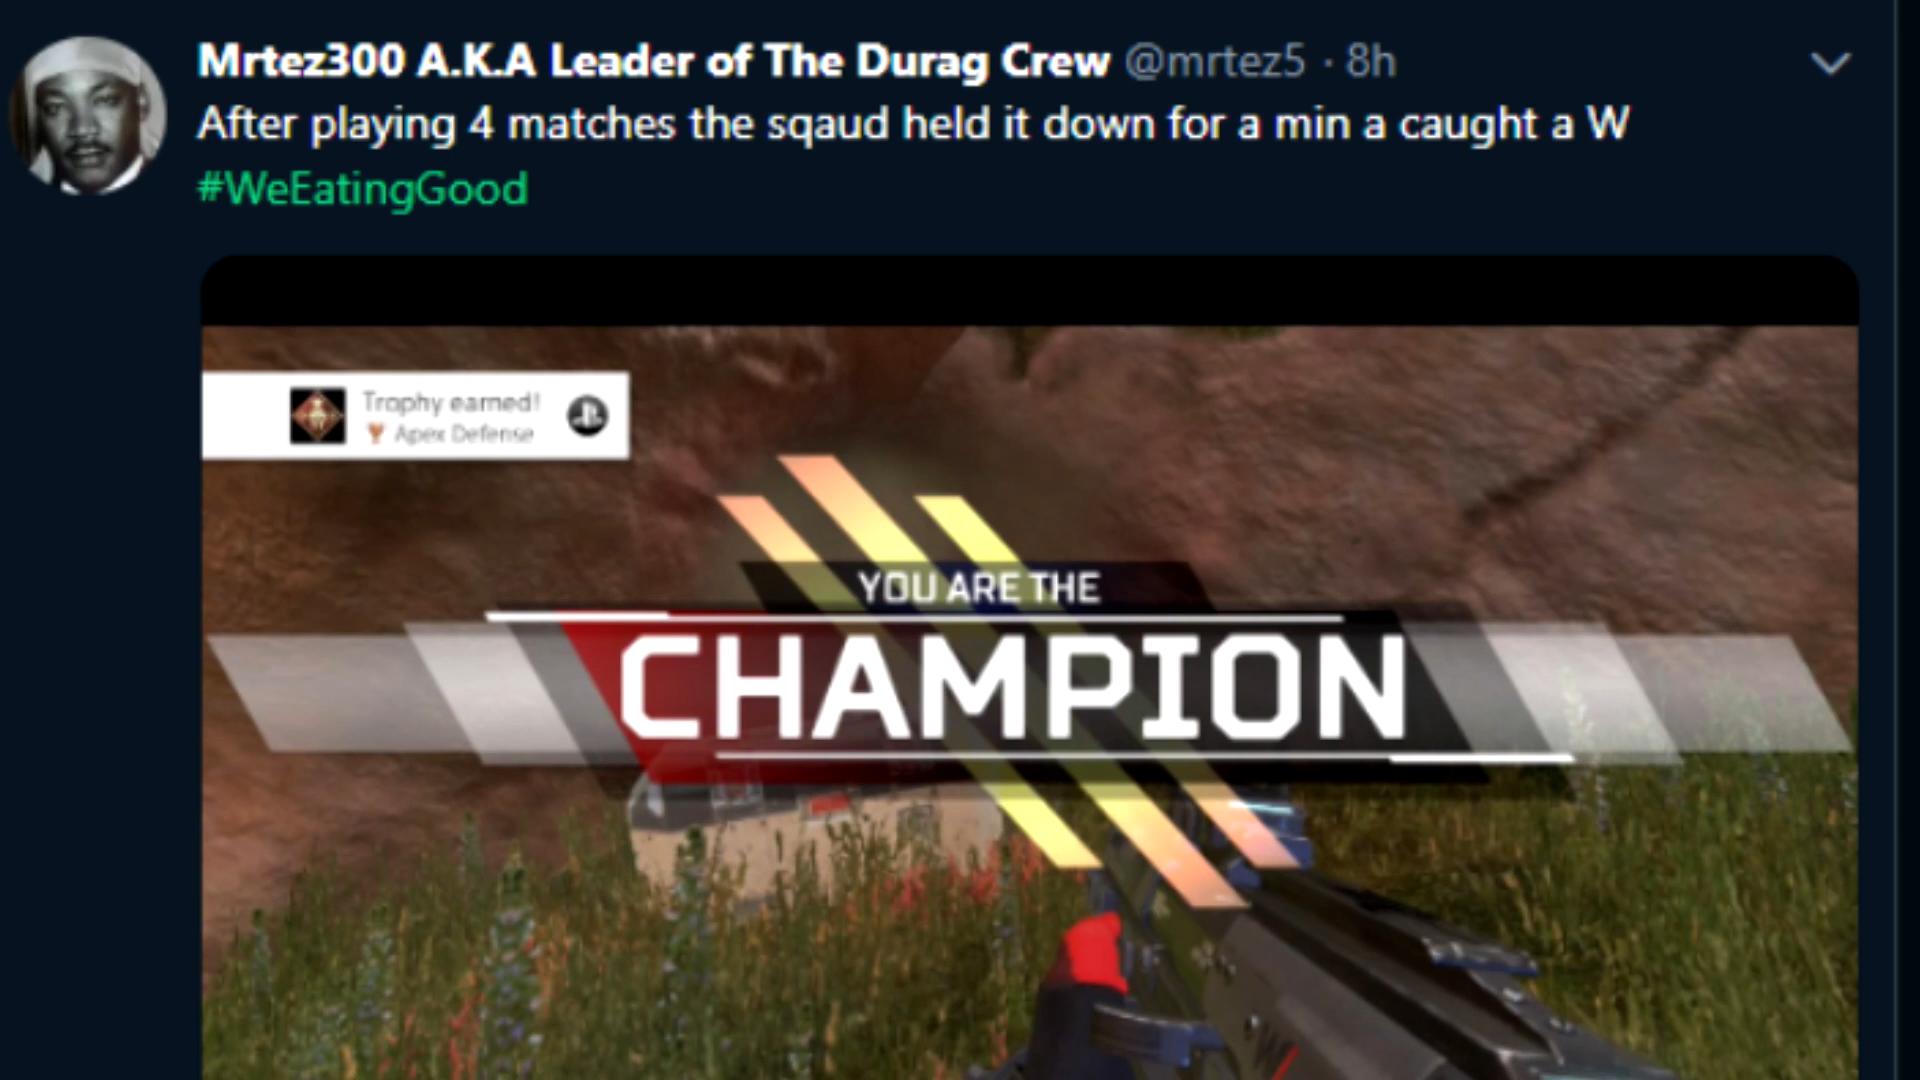 Mrtez300 A.K.A Leader of The Durag Crew @mrtez5 · 8h
After playing 4 matches the sqaud held it down for a min a caught a W
#WeEatingGood
Trophy earned!
Apex Defense
YOU ARE THE
CHAMPION